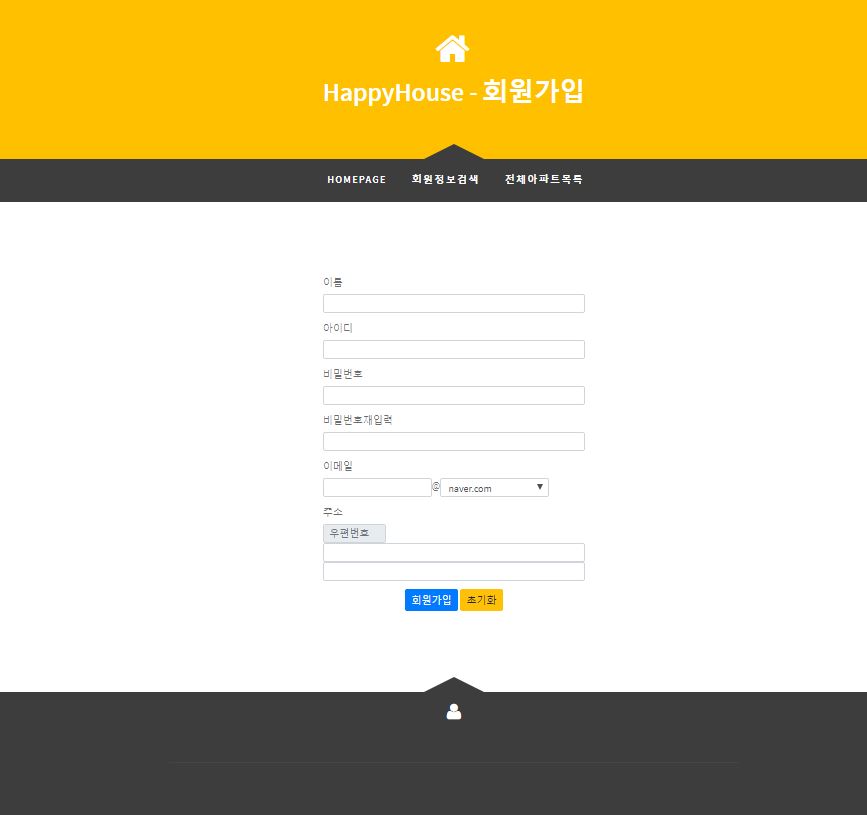 HappyHouse - 회원가입
HOMEPAGE 회원정보검색 전체아파트목록
이름
아이디
비밀번호
비밀번호재입력
이메일
@ naver.com
주소
우편번호
회원가입 초기화